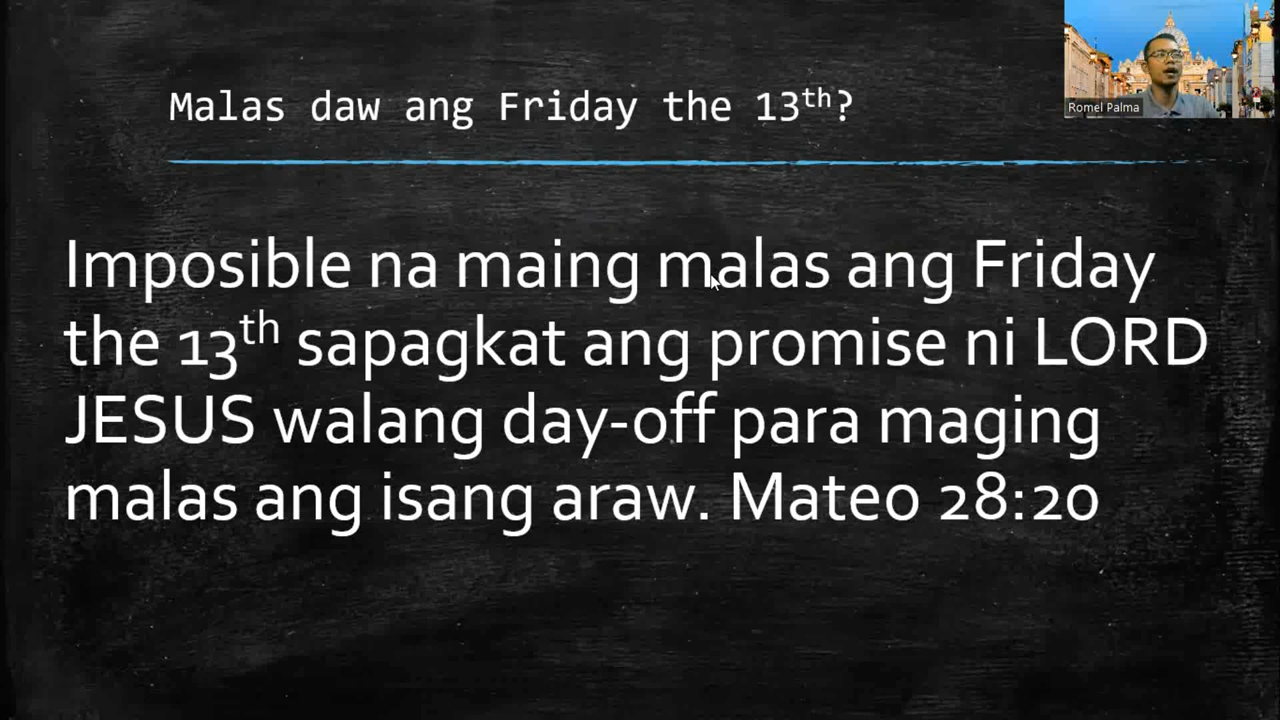 Malas daw ang Friday the 13th?
Romel Palma
Imposible na maing malas ang Friday
the 13th sapagkat ang promise ni LORD
JESUS walang day-off para maging
malas ang isang araw. Mateo 28:20